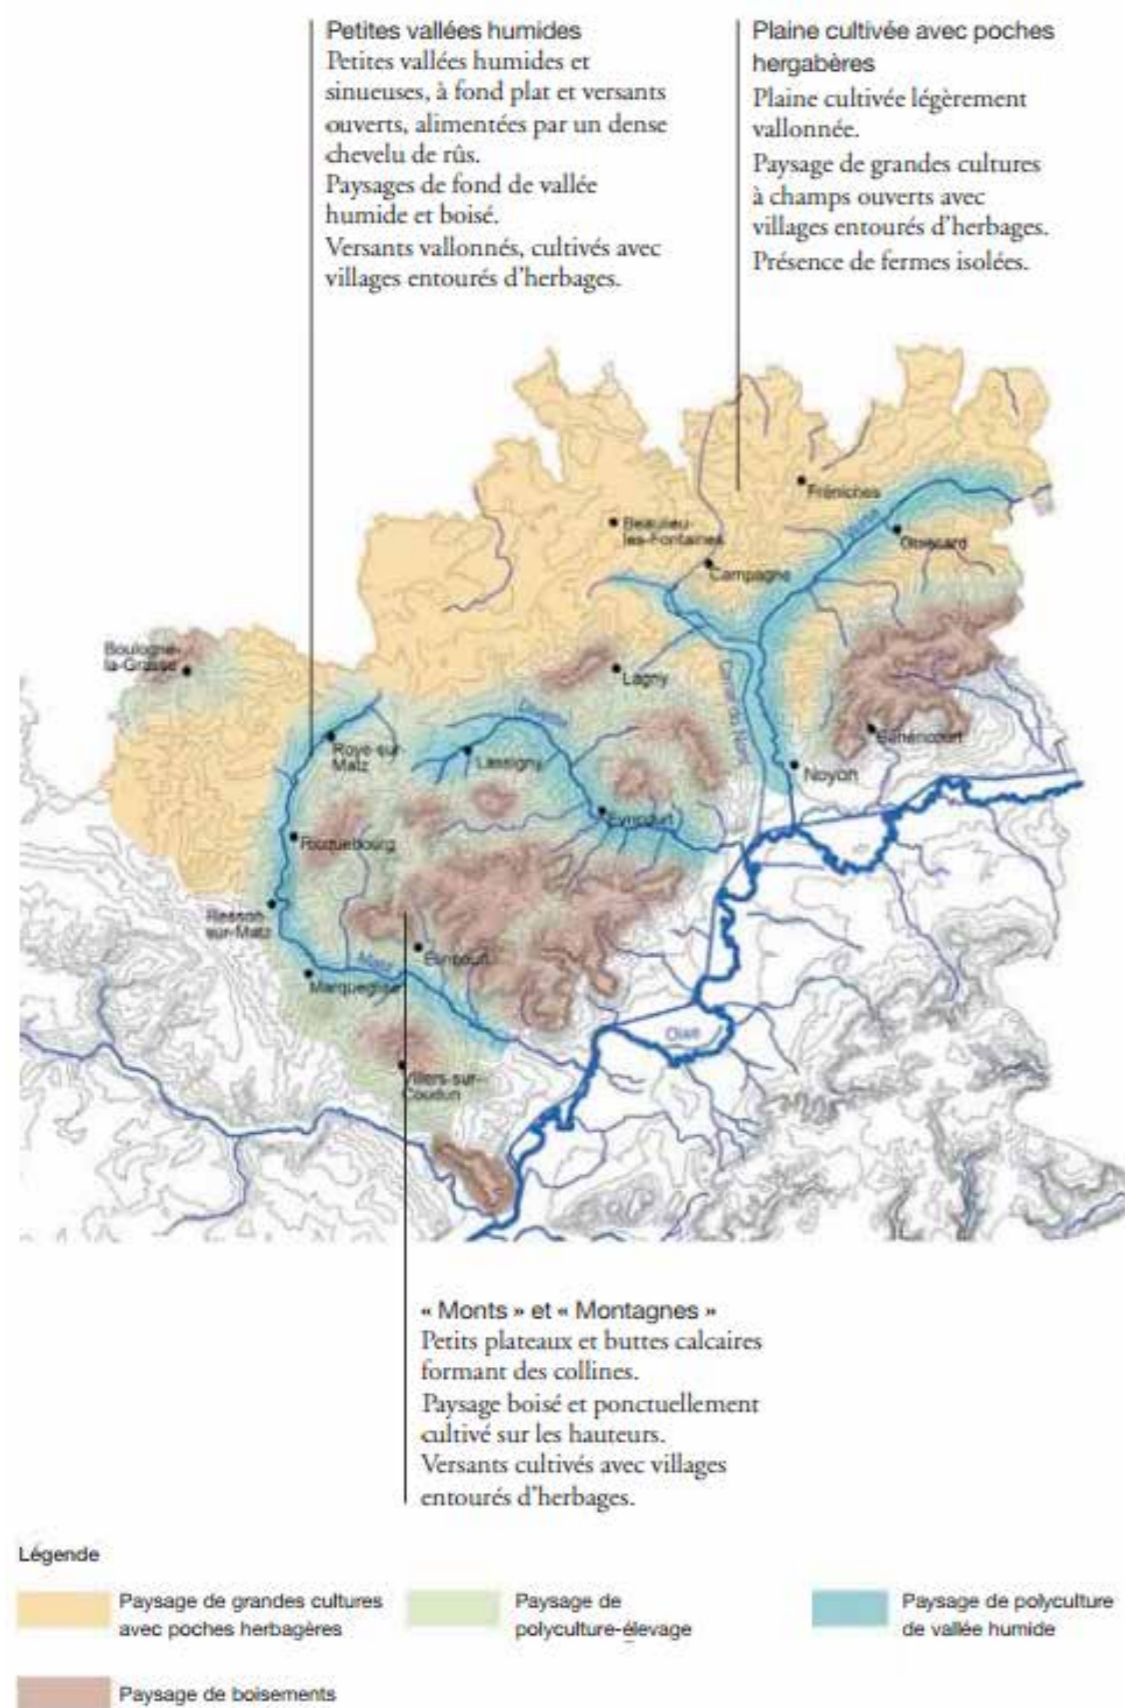 Petites vallées humides
Petites vallées humides et
sinueuses, à fond plat et versants
ouverts, alimentées par un dense
chevelu de rûs.
Paysages de fond de vallée
humide et boisé.
Versants vallonnés, cultivés avec
villages entourés d'herbages.
Plaine cultivée avec poches
hergabères
Plaine cultivée légèrement
vallonnée.
Paysage de grandes cultures
à champs ouverts avec
villages entourés d'herbages.
Présence de fermes isolées.
Fréniches
Beaulieu-
les-Fontaines
Verse
Guiscard
Campagne
Boulogne-
la-Grasse
Lagny
Canal du Nord
Roye-sur-
Matz
Lassigny
Noyon
Ricquebourg
Ressons-
sur-Matz
Matz
Marquéglise
Oise
Villers-sur-
Coudun
« Monts » et « Montagnes »
Petits plateaux et buttes calcaires
formant des collines.
Paysage boisé et ponctuellement
cultivé sur les hauteurs.
Versants cultivés avec villages
entourés d'herbages.
Légende
Paysage de grandes cultures
avec poches herbagères
Paysage de
polyculture-élevage
Paysage de polyculture
de vallée humide
Paysage de boisements